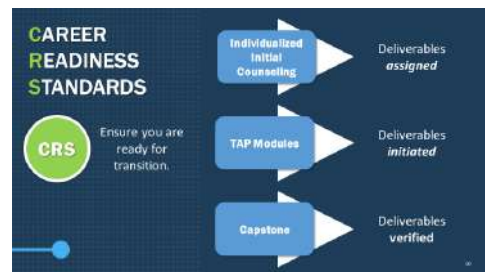 CAREER
READINESS
STANDARDS
CRS
Ensure you are
ready for
transition.
Individualized
Initial
Counseling
Deliverables
assigned
TAP Modules
Deliverables
initiated
Capstone
Deliverables
verified